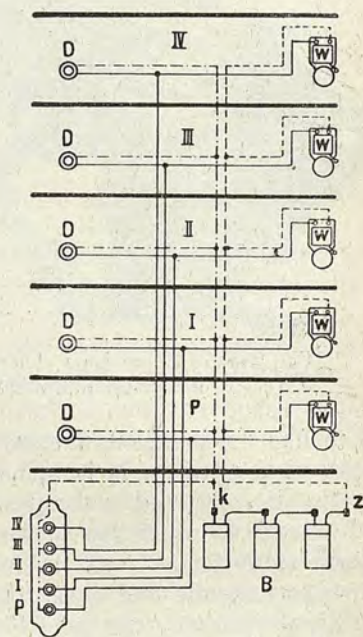 D IV W
D III W
D II W
D I W
D P W
k Z
IV
III
II
I
P
B